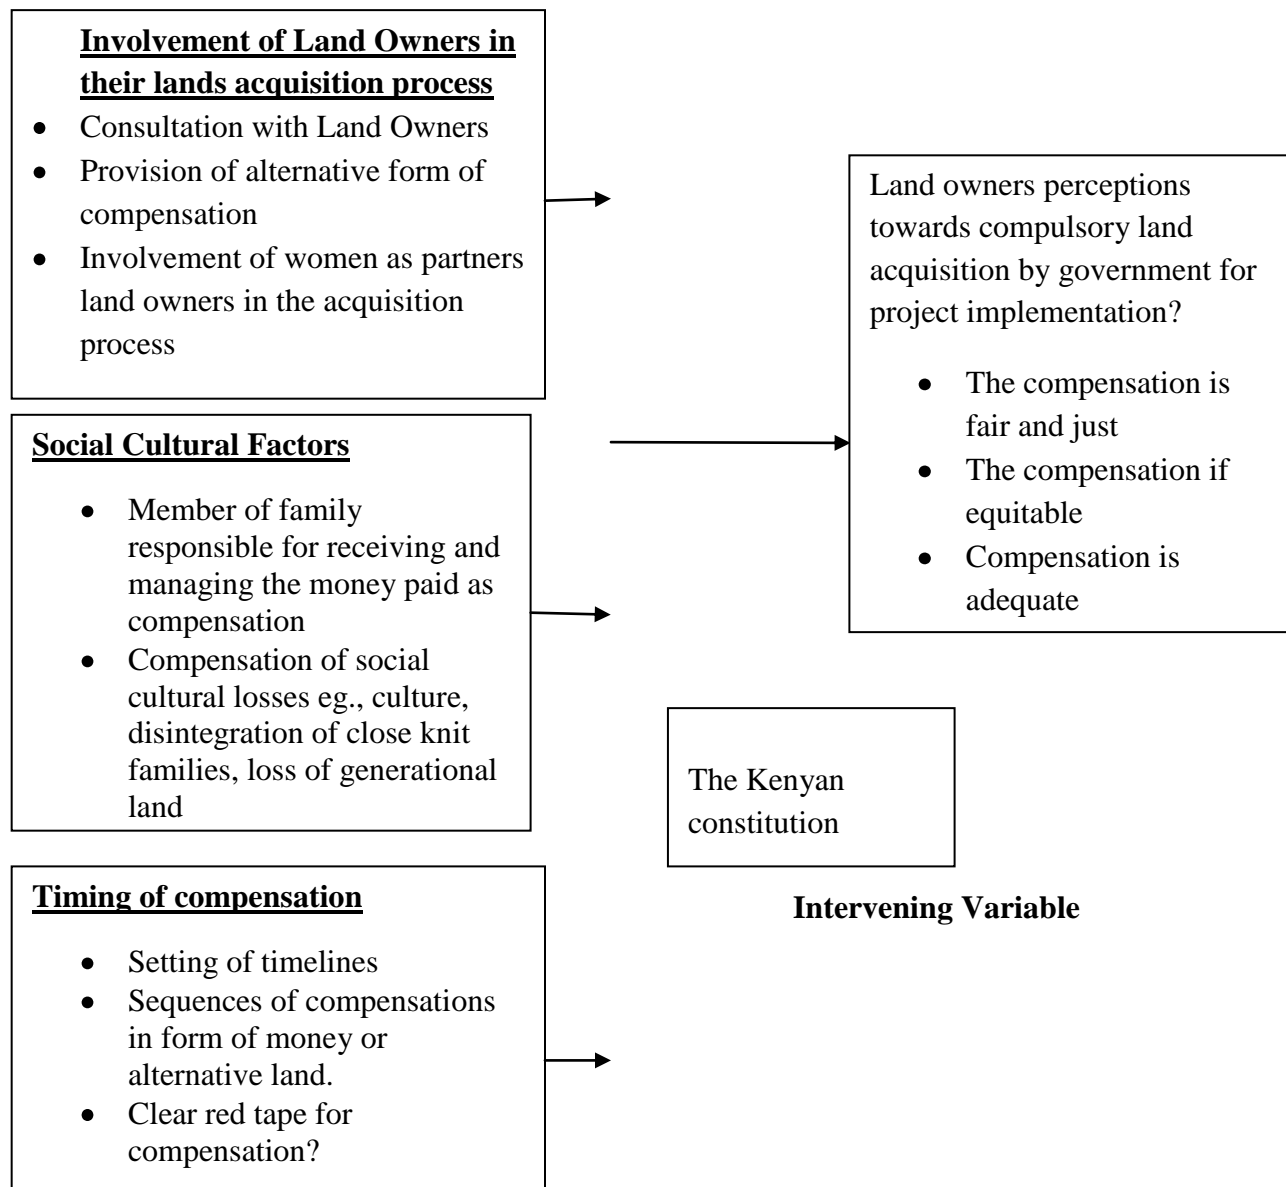 Involvement of Land Owners in
their lands acquisition process
• Consultation with Land Owners
• Provision of alternative form of
compensation
• Involvement of women as partners
land owners in the acquisition
process
Social Cultural Factors
• Member of family
responsible for receiving and
managing the money paid as
compensation
• Compensation of social
cultural losses eg., culture,
disintegration of close knit
families, loss of generational
land
Timing of compensation
• Setting of timelines
• Sequences of compensations
in form of money or
alternative land.
• Clear red tape for
compensation?
Land owners perceptions
towards compulsory land
acquisition by government for
project implementation?
• The compensation is
fair and just
• The compensation if
equitable
• Compensation is
adequate
The Kenyan
constitution
Intervening Variable